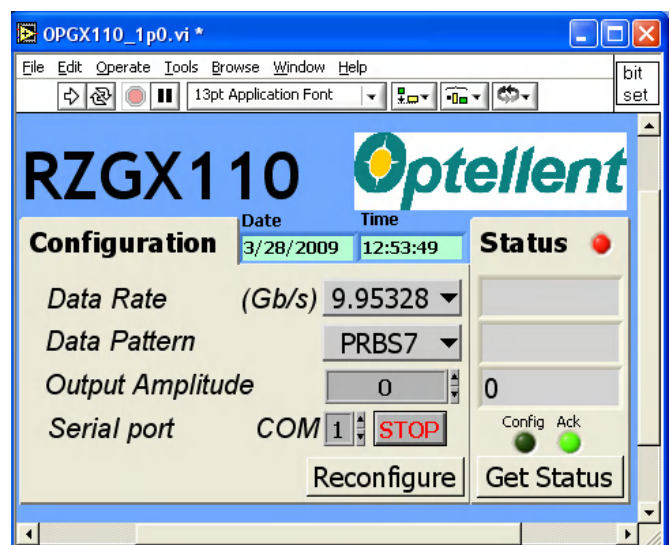 OPGX110_1p0.vi *
File Edit Operate Tools Browse Window Help
13pt Application Font
bit
set
RZGX110
Optellent
Date Time
Configuration 3/28/2009 12:53:49 Status
Data Rate (Gb/s) 9.95328
Data Pattern PRBS7
Output Amplitude 0 0
Serial port COM 1 STOP Config Ack
Reconfigure Get Status